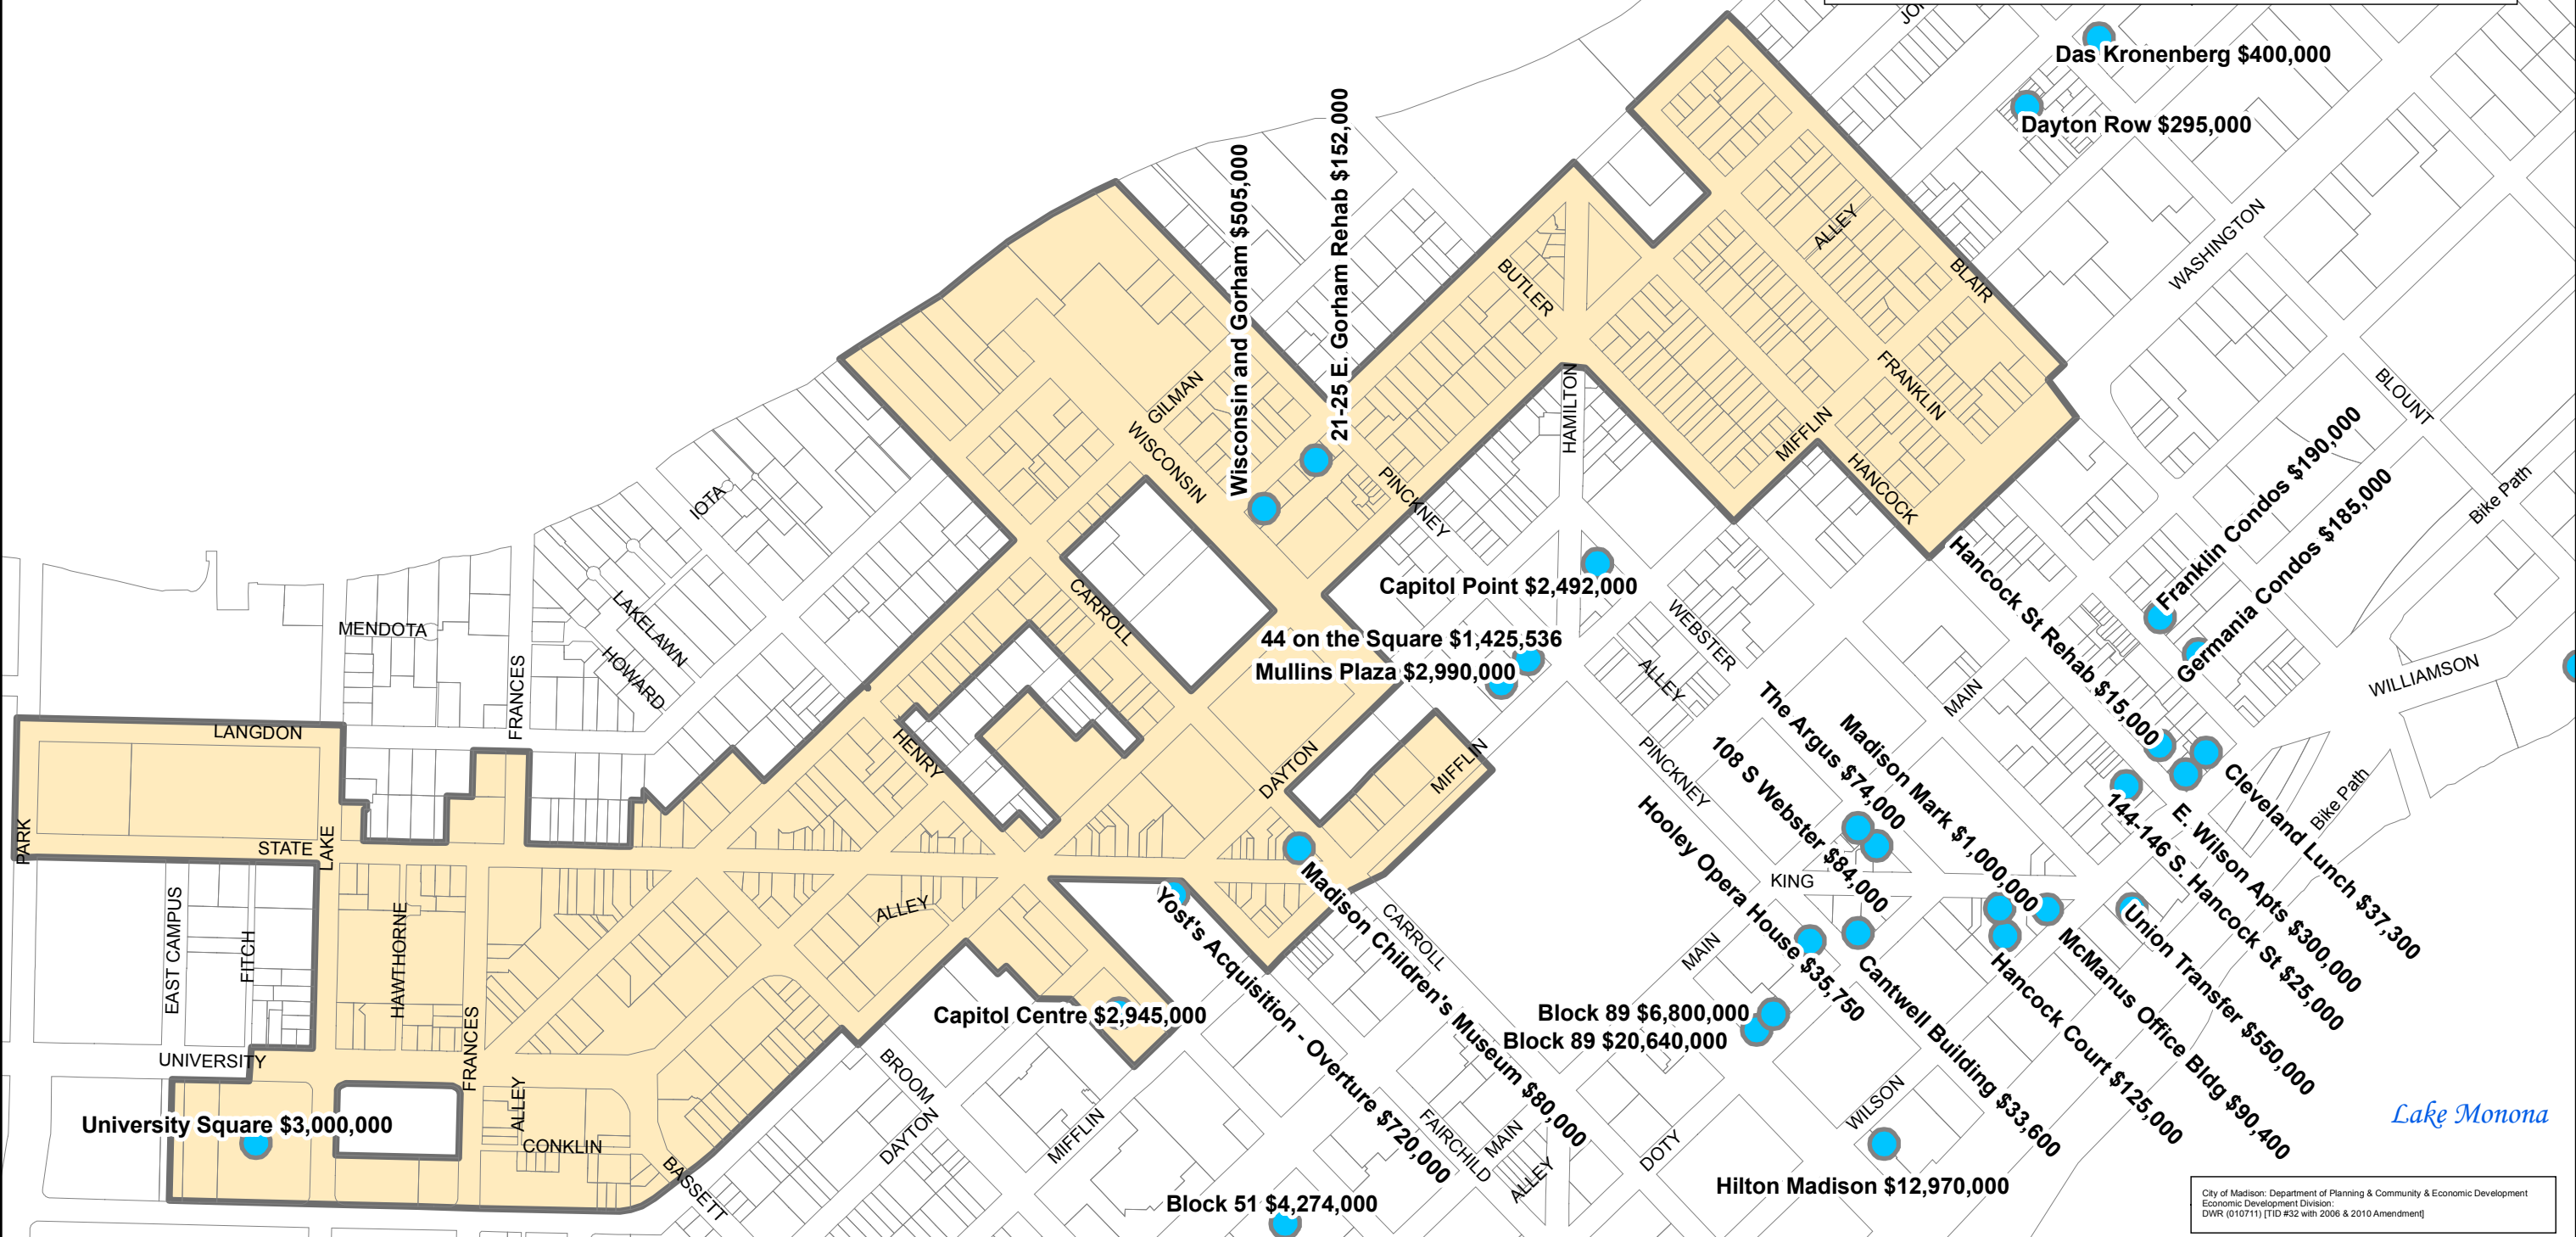 JOH
Das Kronenberg $400,000
Dayton Row $295,000
Wisconsin and Gorham $505,000
21-25 E. Gorham Rehab $152,000
ALLEY
BLAIR
WASHINGTON
BUTLER
GILMAN
WISCONSIN
HAMILTON
FRANKLIN
MIFFLIN
HANCOCK
BLOUNT
PINCKNEY
IOTA
Bike Path
Franklin Condos $190,000
Germania Condos $185,000
Hancock St Rehab $15,000
Capitol Point $2,492,000
CARROLL
LAKELAWN
MENDOTA
HOWARD
FRANCES
WEBSTER
ALLEY
44 on the Square $1,425,536
Mullins Plaza $2,990,000
WILLIAMSON
MAIN
LANGDON
HENRY
DAYTON
MIFFLIN
PINCKNEY
The Argus $74,000
Madison Mark $1,000,000
108 S Webster $84,000
Hooley Opera House $35,750
Bike Path
Cleveland Lunch $37,300
E. Wilson Apts $300,000
144-146 S. Hancock St $25,000
PARK
STATE
LAKE
KING
EAST CAMPUS
FITCH
HAWTHORNE
ALLEY
Yost's Acquisition - Overture $720,000
Madison Children's Museum $80,000
CARROLL
MAIN
Union Transfer $550,000
McManus Office Bldg $90,400
Hancock Court $125,000
Cantwell Building $33,600
Capitol Centre $2,945,000
Block 89 $6,800,000
Block 89 $20,640,000
UNIVERSITY
FRANCES
ALLEY
BROOM
DAYTON
MIFFLIN
FAIRCHILD
MAIN
ALLEY
DOTY
WILSON
University Square $3,000,000
CONKLIN
BASSETT
Lake Monona
Hilton Madison $12,970,000
Block 51 $4,274,000
City of Madison: Department of Planning & Community & Economic Development
Economic Development Division:
DWR (010711) [TID #32 with 2006 & 2010 Amendment]